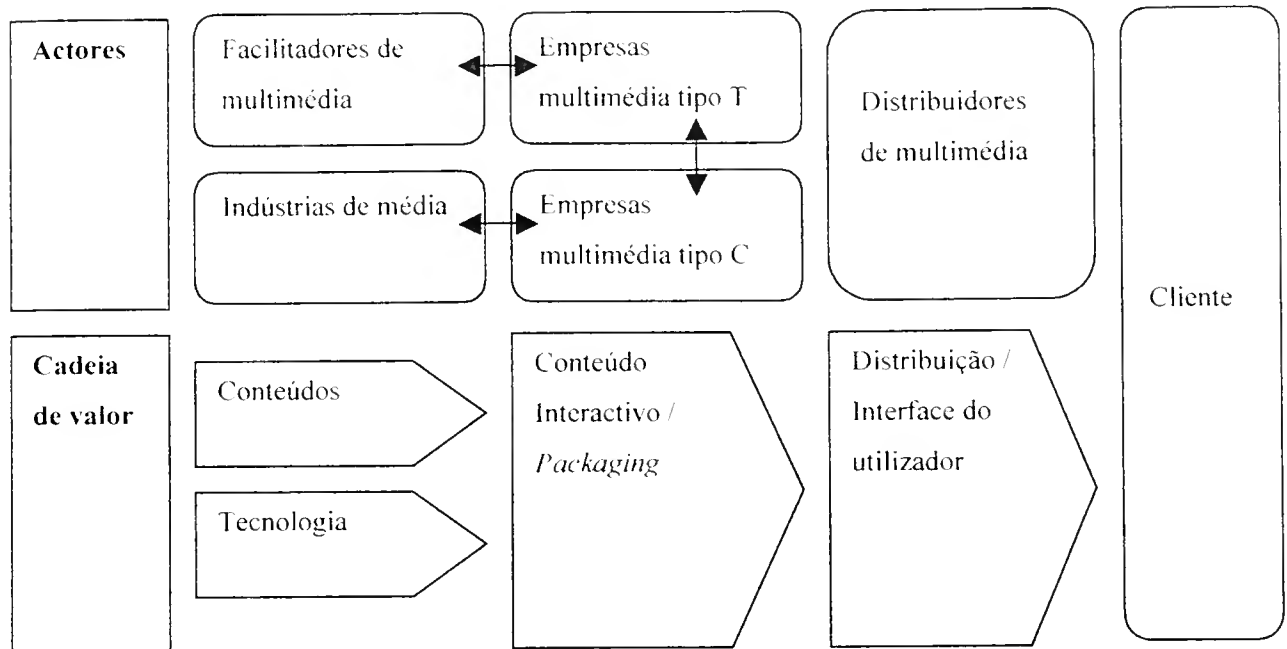 Actores
Facilitadores de
multimédia
Empresas
multimédia tipo T
Distribuidores
de multimédia
Indústrias de média
Empresas
multimédia tipo C
Cliente
Cadeia
de valor
Conteúdos
Tecnologia
Conteúdo
Interactivo /
Packaging
Distribuição /
Interface do
utilizador